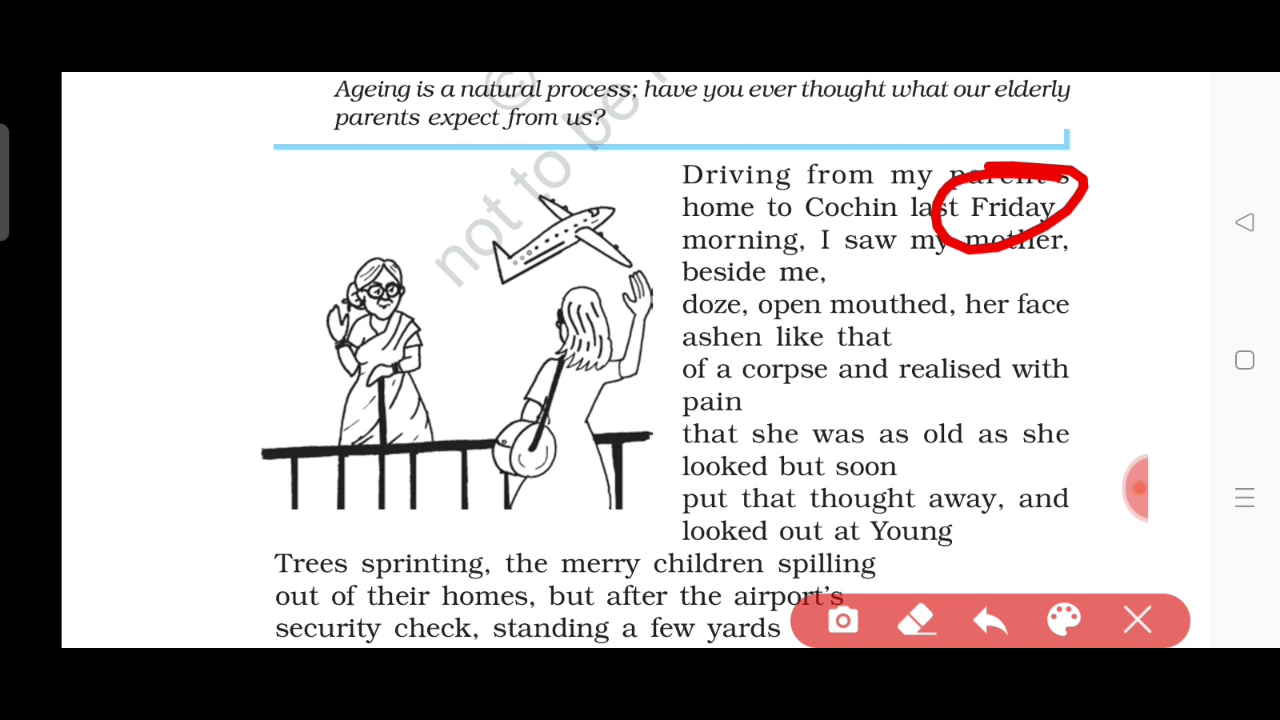 Ageing is a natural process; have you ever thought what our elderly
parents expect from us?
©
not to be
Driving from my parent's
home to Cochin last Friday
morning, I saw my mother,
beside me,
doze, open mouthed, her face
ashen like that
of a corpse and realised with
pain
that she was as old as she
looked but soon
put that thought away, and
looked out at Young
Trees sprinting, the merry children spilling
out of their homes, but after the airport's
security check, standing a few yards